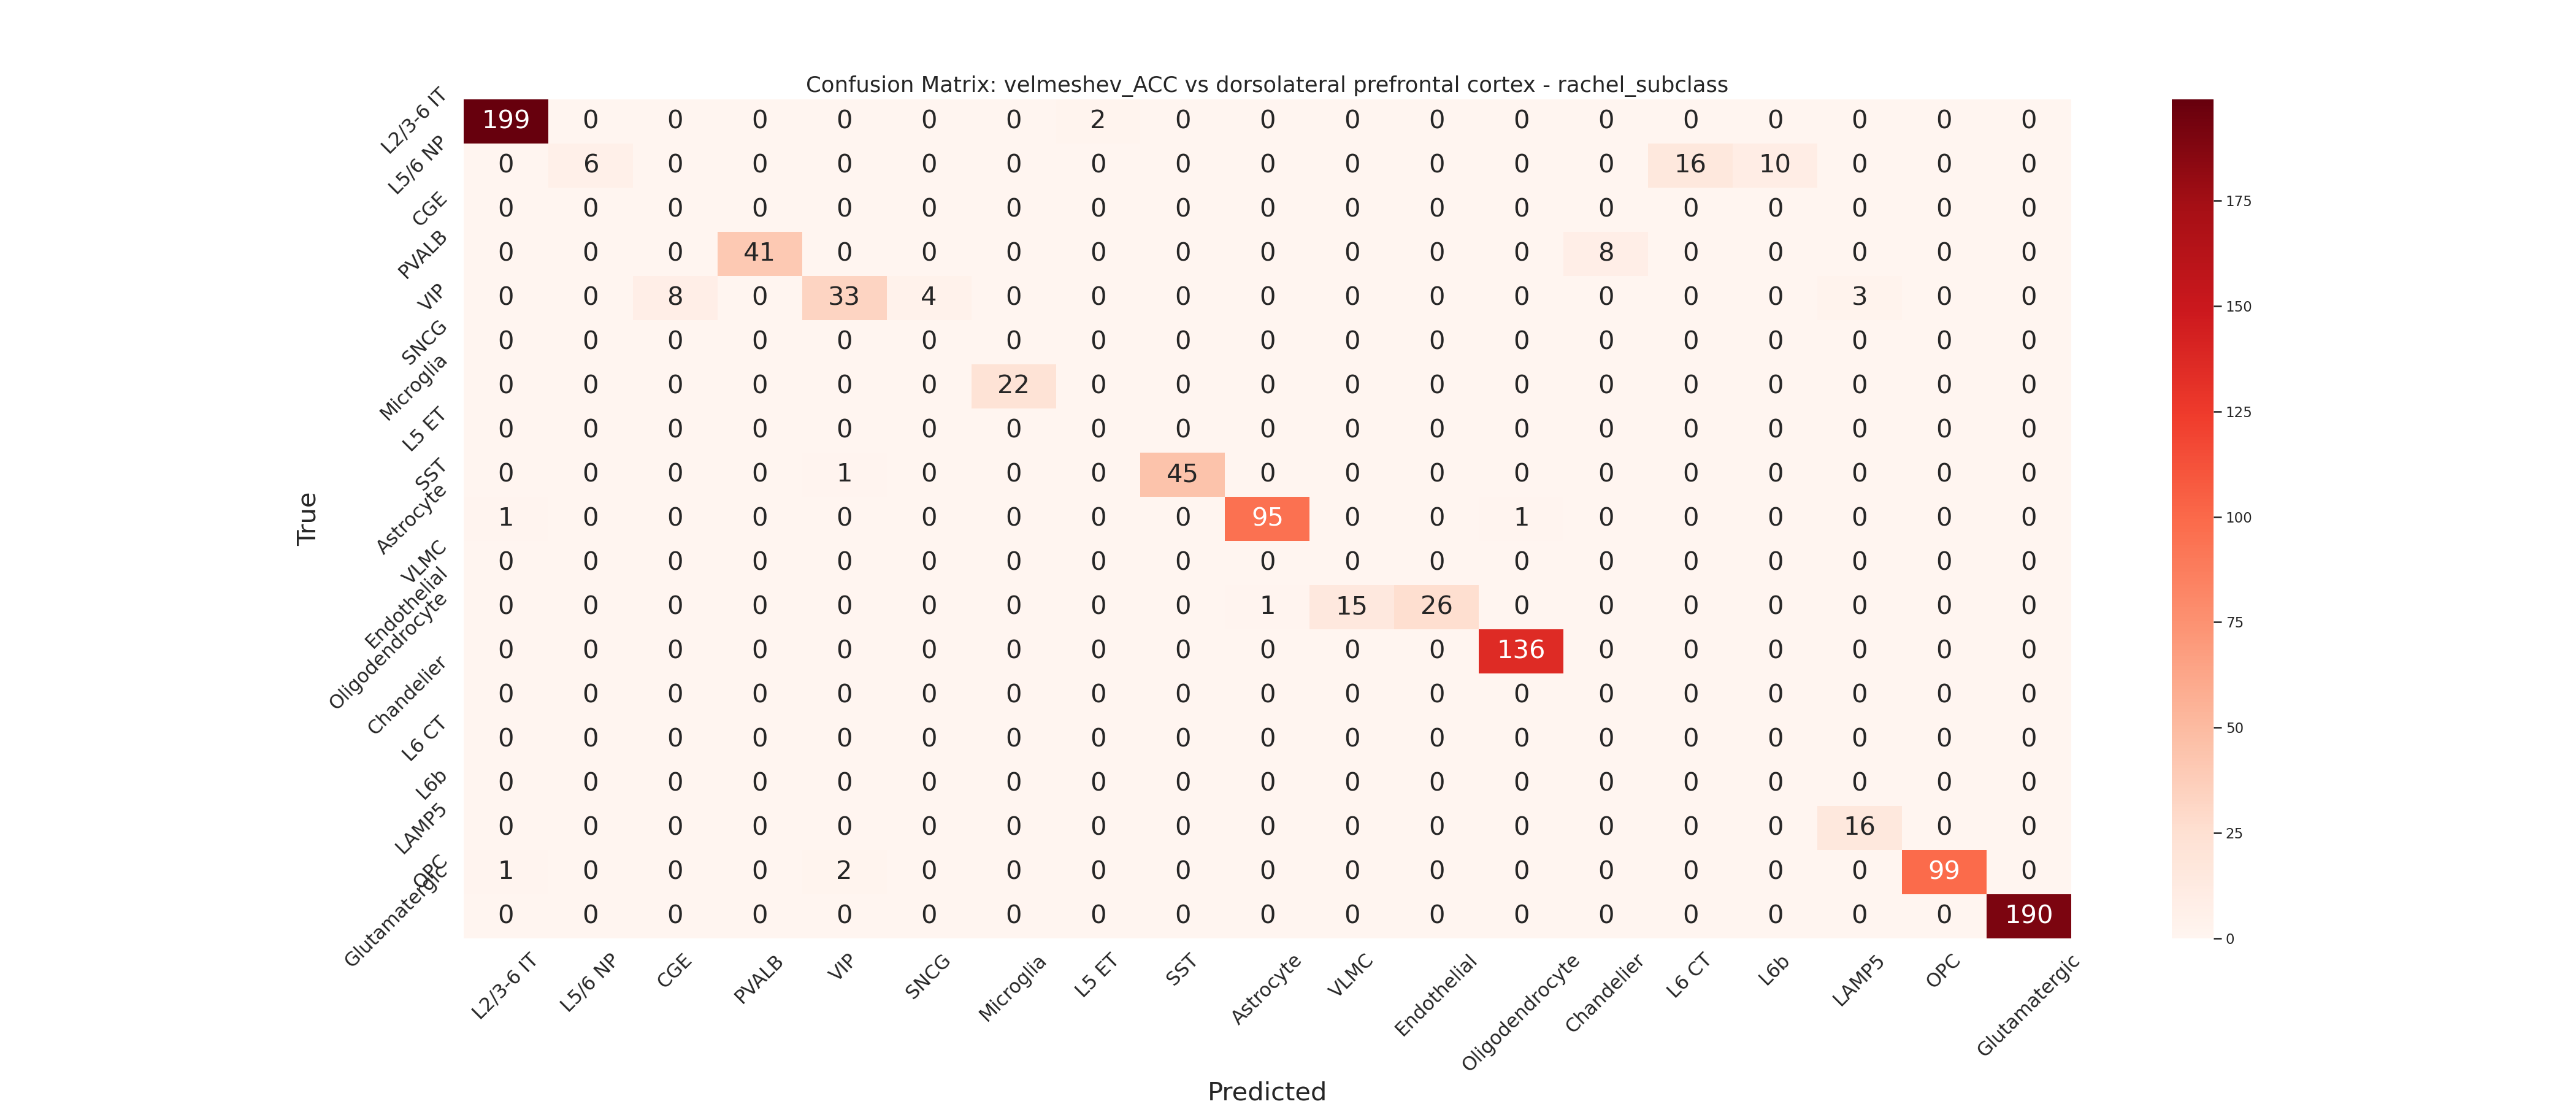 Confusion Matrix: velmeshev_ACC vs dorsolateral prefrontal cortex - rachel_subclass
True
L2/3-6 IT 199 0 0 0 0 0 0 2 0 0 0 0 0 0 0 0 0 0 0
L5/6 NP 0 6 0 0 0 0 0 0 0 0 0 0 0 0 16 10 0 0 0
CGE 0 0 0 0 0 0 0 0 0 0 0 0 0 0 0 0 0 0 0
PVALB 0 0 0 41 0 0 0 0 0 0 0 0 0 8 0 0 0 0 0
VIP 0 0 8 0 33 4 0 0 0 0 0 0 0 0 0 0 3 0 0
SNCG 0 0 0 0 0 0 0 0 0 0 0 0 0 0 0 0 0 0 0
Microglia 0 0 0 0 0 0 22 0 0 0 0 0 0 0 0 0 0 0 0
L5 ET 0 0 0 0 0 0 0 0 0 0 0 0 0 0 0 0 0 0 0
SST 0 0 0 0 1 0 0 0 45 0 0 0 0 0 0 0 0 0 0
Astrocyte 1 0 0 0 0 0 0 0 0 95 0 0 1 0 0 0 0 0 0
VLMC 0 0 0 0 0 0 0 0 0 0 0 0 0 0 0 0 0 0 0
Endothelial 0 0 0 0 0 0 0 0 0 1 15 26 0 0 0 0 0 0 0
Oligodendrocyte 0 0 0 0 0 0 0 0 0 0 0 0 136 0 0 0 0 0 0
Chandelier 0 0 0 0 0 0 0 0 0 0 0 0 0 0 0 0 0 0 0
L6 CT 0 0 0 0 0 0 0 0 0 0 0 0 0 0 0 0 0 0 0
L6b 0 0 0 0 0 0 0 0 0 0 0 0 0 0 0 0 0 0 0
LAMP5 0 0 0 0 0 0 0 0 0 0 0 0 0 0 0 0 16 0 0
OPC 1 0 0 0 2 0 0 0 0 0 0 0 0 0 0 0 0 99 0
Glutamatergic 0 0 0 0 0 0 0 0 0 0 0 0 0 0 0 0 0 0 190
L2/3-6 IT L5/6 NP CGE PVALB VIP SNCG Microglia L5 ET SST Astrocyte VLMC Endothelial Oligodendrocyte Chandelier L6 CT L6b LAMP5 OPC Glutamatergic
Predicted
175
150
125
100
75
50
25
0